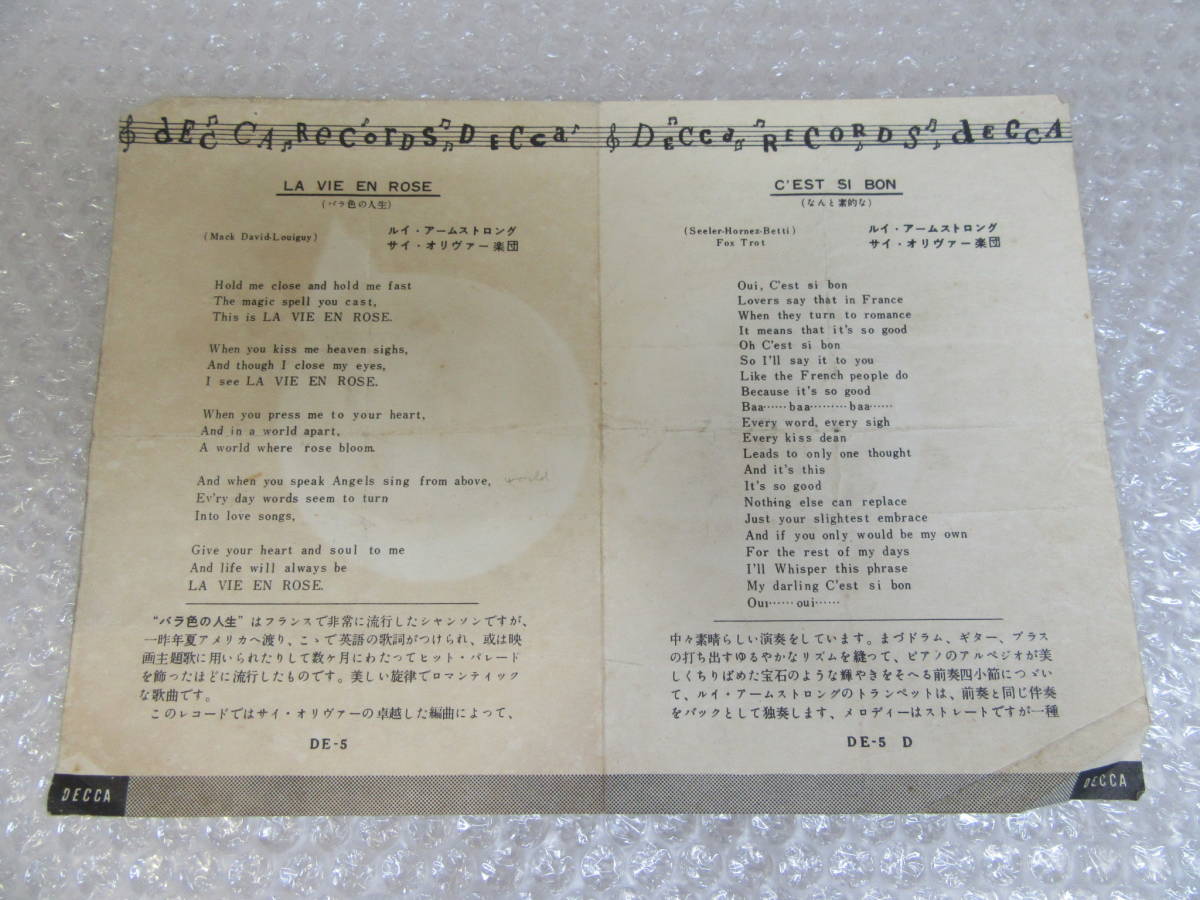 dECCA RECORDS DECCA
LA VIE EN ROSE
(バラ色の人生)
(Mack David-Louiguy)
ルイ・アームストロング
サイ・オリヴァー楽団
Hold me close and hold me fast
The magic spell you cast,
This is LA VIE EN ROSE.
When you kiss me heaven sighs,
And though I close my eyes,
I see LA VIE EN ROSE.
When you press me to your heart,
And in a world apart,
A world where rose bloom.
And when you speak Angels sing from above, world
Ev'ry day words seem to turn
Into love songs,
Give your heart and soul to me
And life will always be
LA VIE EN ROSE.
"バラ色の人生"はフランスで非常に流行したシャンソンですが、
一昨年夏アメリカへ渡り、こゝで英語の歌詞がつけられ、或は映
画主題歌に用いられたりして数ヶ月にわたってヒット・パレード
を飾ったほどに流行したものです。美しい旋律でロマンティック
な歌曲です。
このレコードではサイ・オリヴァーの卓越した編曲によって、
DE-5
DECCA
DECCA RECORDS dECCA
C'EST SI BON
(なんと素的な)
(Seeler-Hornez-Betti)
Fox Trot
ルイ・アームストロング
サイ・オリヴァー楽団
Oui, C'est si bon
Lovers say that in France
When they turn to romance
It means that it's so good
Oh C'est si bon
So I'll say it to you
Like the French people do
Because it's so good
Baa……baa………baa……
Every word, every sigh
Every kiss dean
Leads to only one thought
And it's this
It's so good
Nothing else can replace
Just your slightest embrace
And if you only would be my own
For the rest of my days
I'll Whisper this phrase
My darling C'est si bon
Oui……oui……
中々素晴らしい演奏をしています。まづドラム、ギター、ブラス
の打ち出すゆるやかなリズムを縫って、ピアノのアルペジオが美
しくちりばめた宝石のような輝やきをそへる前奏四小節につゞい
て、ルイ・アームストロングのトランペットは、前奏と同じ伴奏
をバックとして独奏します、メロディーはストレートですが一種
DE-5 D
DECCA